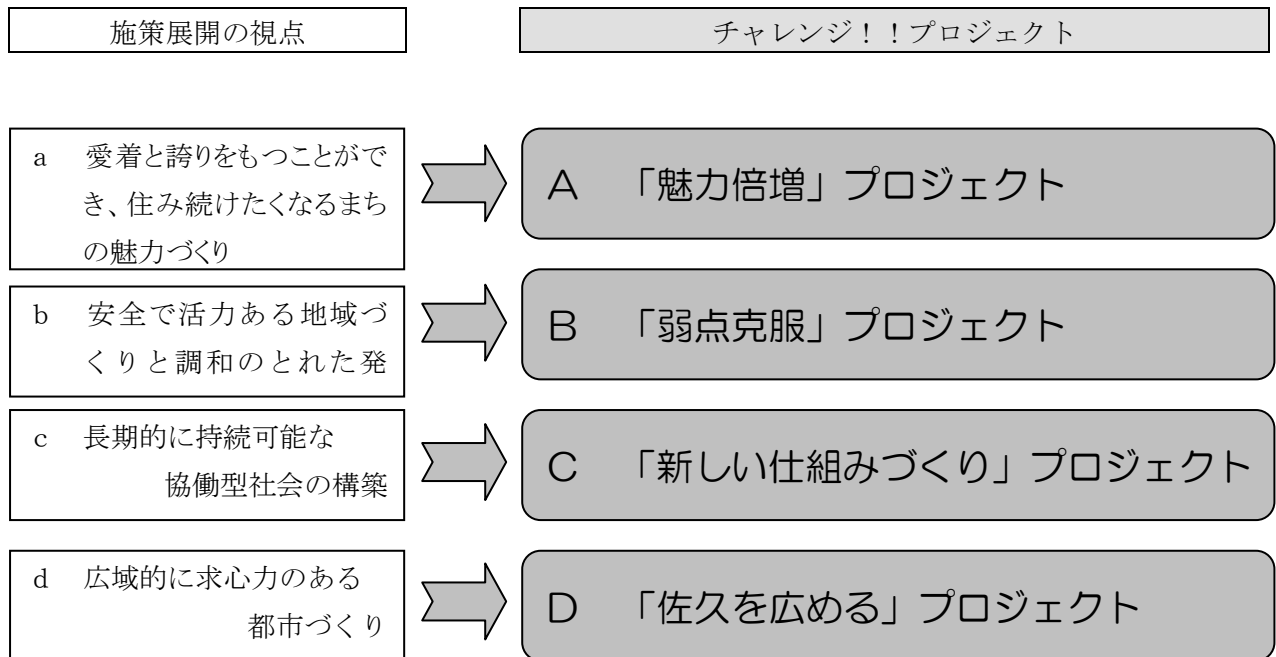 施策展開の視点
チャレンジ！！プロジェクト
a 愛着と誇りをもつことがで
き、住み続けたくなるまち
の魅力づくり
A 「魅力倍増」プロジェクト
b 安全で活力ある地域づ
くりと調和のとれた発
B 「弱点克服」プロジェクト
c 長期的に持続可能な
協働型社会の構築
C 「新しい仕組みづくり」プロジェクト
d 広域的に求心力のある
都市づくり
D 「佐久を広める」プロジェクト